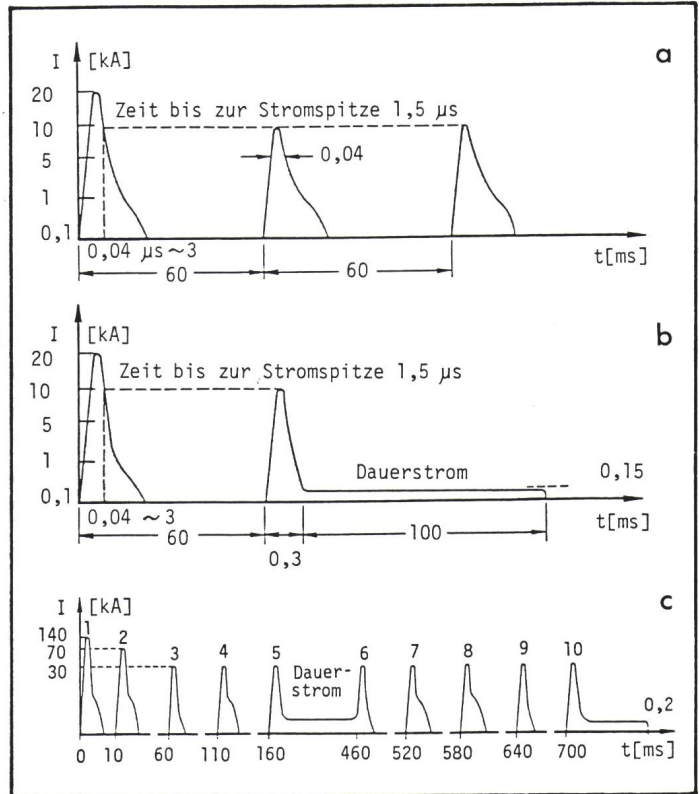 a
I [kA]
20
10
5
1
0,1
Zeit bis zur Stromspitze 1,5 µs
0,04
0,04 µs ~3
60
60
t[ms]
b
I [kA]
20
10
5
1
0,1
Zeit bis zur Stromspitze 1,5 µs
Dauerstrom
0,15
0,04 ~3
60
100
0,3
t[ms]
c
I [kA]
140
70
30
1 2 3 4 5 6 7 8 9 10
Dauer-
strom
0,2
0 10 60 110 160 460 520 580 640 700 t[ms]